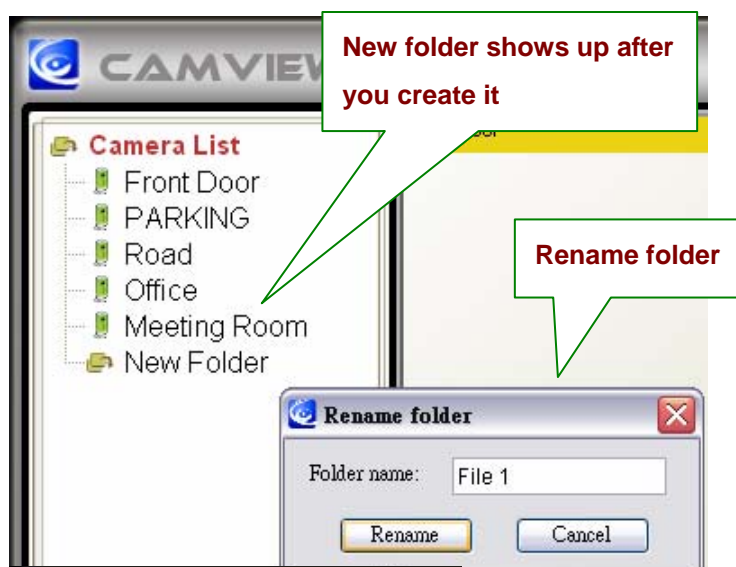 CAMVIE
New folder shows up after
you create it
Camera List
Front Door
PARKING
Road
Office
Meeting Room
New Folder
Rename folder
Rename folder
Folder name:
File 1
Rename
Cancel